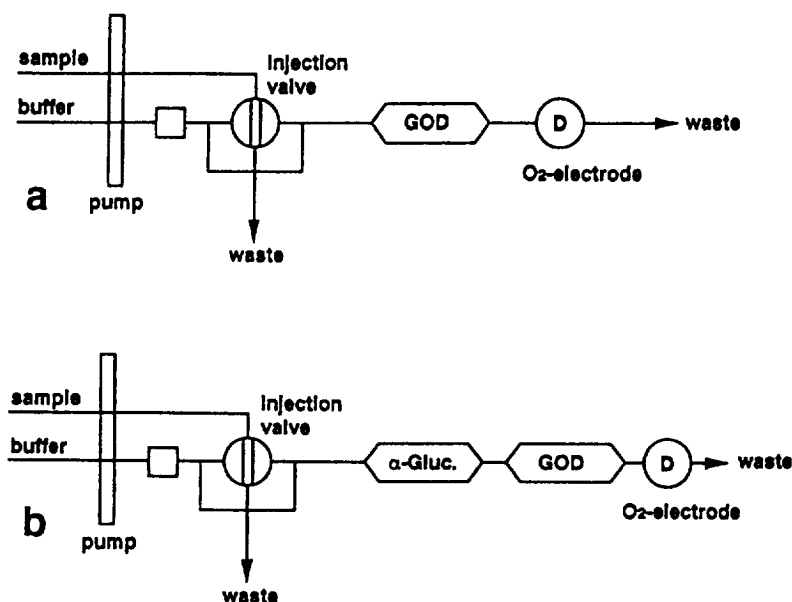 sample
injection
valve
buffer
GOD
D
waste
O2-electrode
a
pump
waste
sample
injection
valve
buffer
α-Gluc.
GOD
D
waste
O2-electrode
b
pump
waste